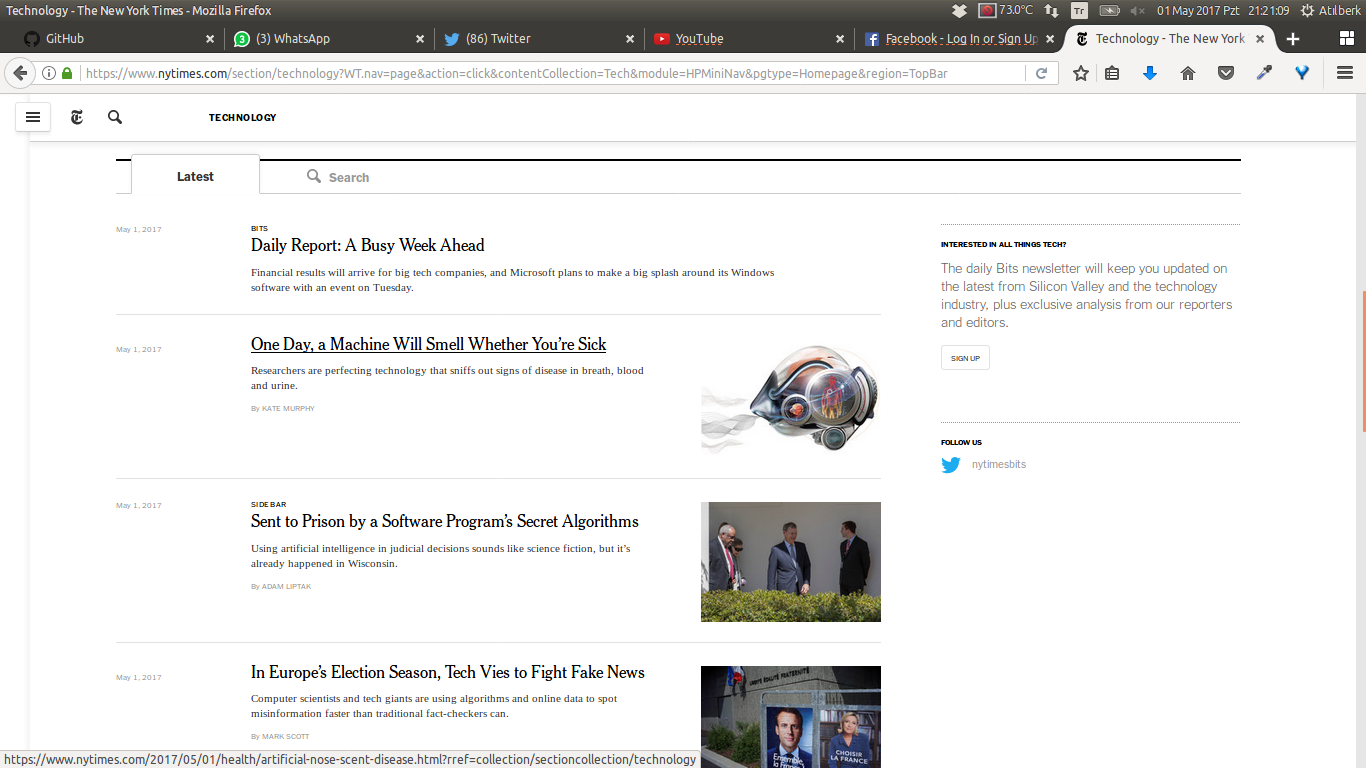 Technology - The New York Times - Mozilla Firefox
73.0°C
Tr
01 May 2017 Pzt
21:21:09
Atılberk
GitHub
3
(3) WhatsApp
(86) Twitter
YouTube
Facebook - Log In or Sign Up
Technology - The New York
https://www.nytimes.com/section/technology?WT.nav=page&action=click&contentCollection=Tech&module=HPMiniNav&pgtype=Homepage&region=TopBar
TECHNOLOGY
Latest
Search
May 1, 2017
BITS
Daily Report: A Busy Week Ahead
Financial results will arrive for big tech companies, and Microsoft plans to make a big splash around its Windows
software with an event on Tuesday.
May 1, 2017
One Day, a Machine Will Smell Whether You’re Sick
Researchers are perfecting technology that sniffs out signs of disease in breath, blood
and urine.
By KATE MURPHY
May 1, 2017
SIDEBAR
Sent to Prison by a Software Program’s Secret Algorithms
Using artificial intelligence in judicial decisions sounds like science fiction, but it’s
already happened in Wisconsin.
By ADAM LIPTAK
May 1, 2017
In Europe’s Election Season, Tech Vies to Fight Fake News
Computer scientists and tech giants are using algorithms and online data to spot
misinformation faster than traditional fact-checkers can.
By MARK SCOTT
ÉGALITÉ FRATERNITÉ
Ensemble,
la France
CHOISIR
LA FRANCE
INTERESTED IN ALL THINGS TECH?
The daily Bits newsletter will keep you updated on
the latest from Silicon Valley and the technology
industry, plus exclusive analysis from our reporters
and editors.
SIGN UP
FOLLOW US
nytimesbits
https://www.nytimes.com/2017/05/01/health/artificial-nose-scent-disease.html?rref=collection/sectioncollection/technology